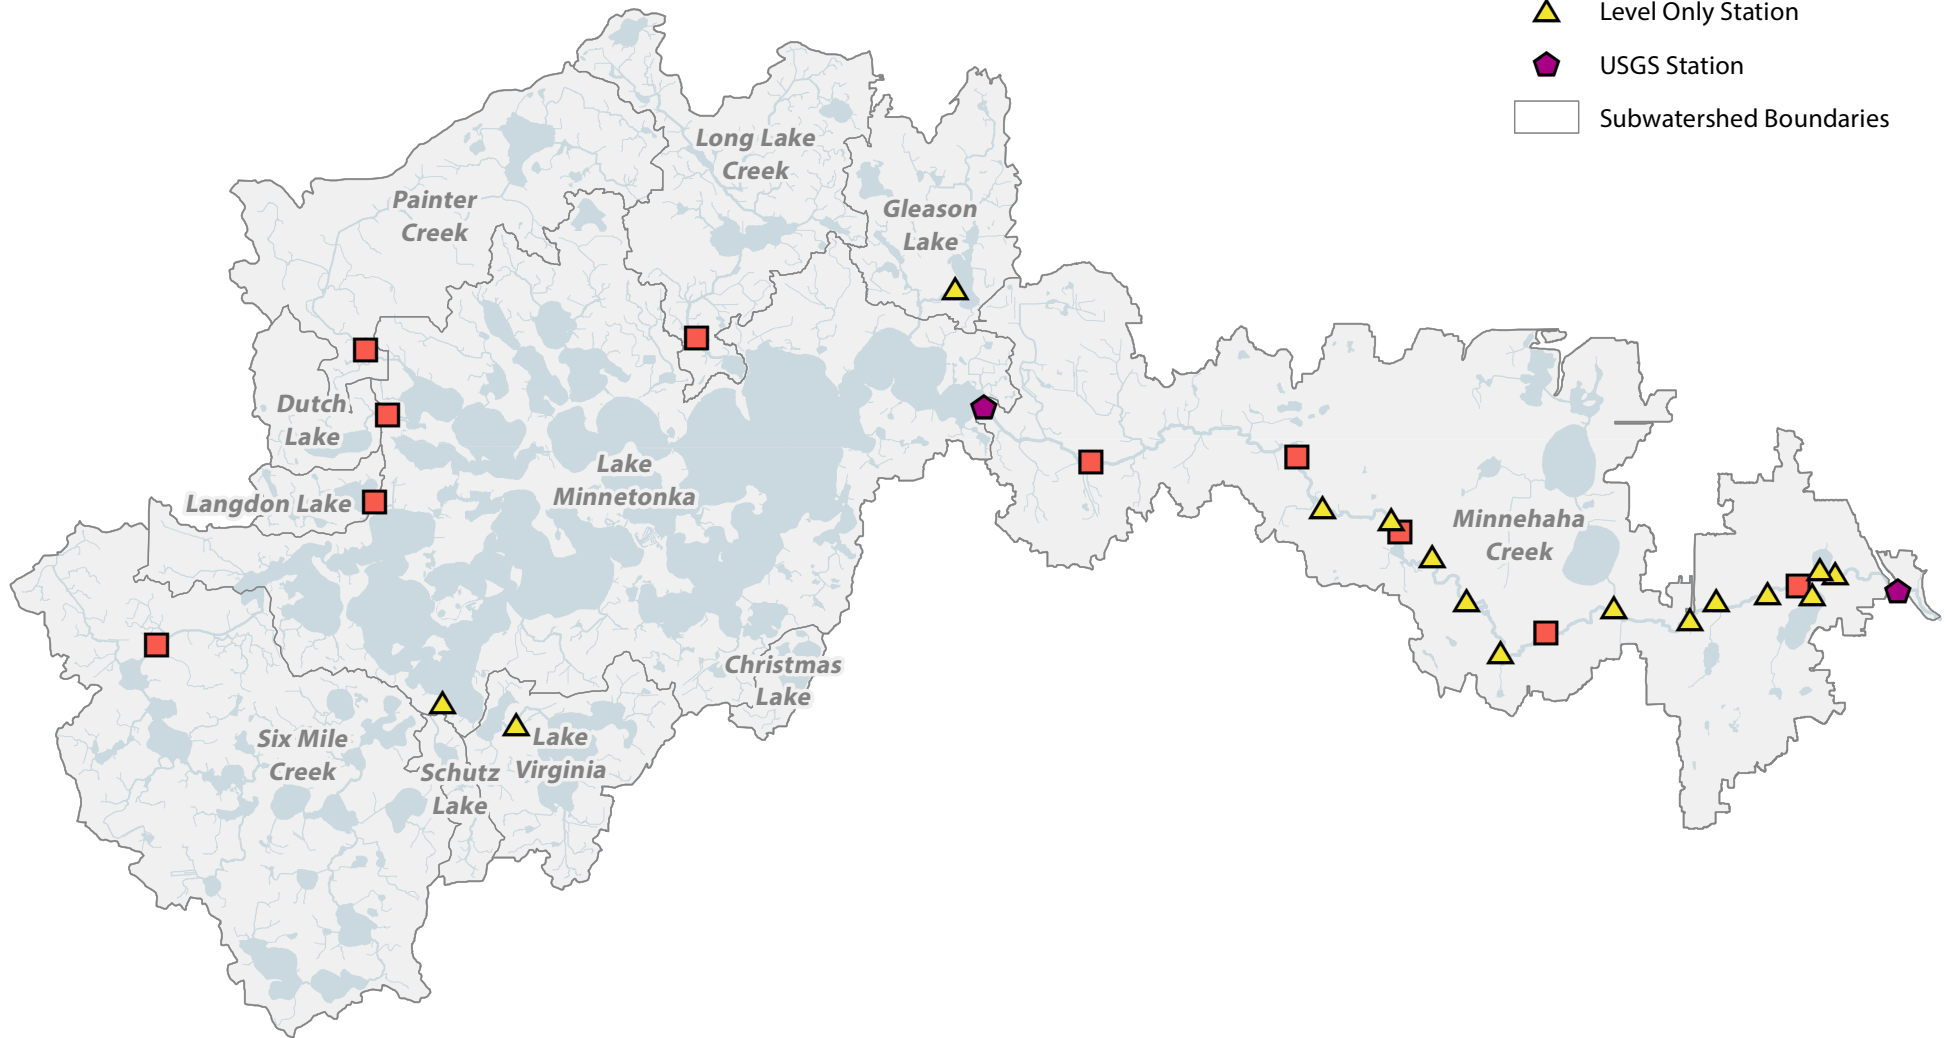 Level Only Station
USGS Station
Subwatershed Boundaries
Long Lake
Creek
Painter
Creek
Gleason
Lake
Dutch
Lake
Lake
Minnetonka
Langdon Lake
Minnehaha
Creek
Christmas
Lake
Six Mile
Creek
Lake
Virginia
Schutz
Lake